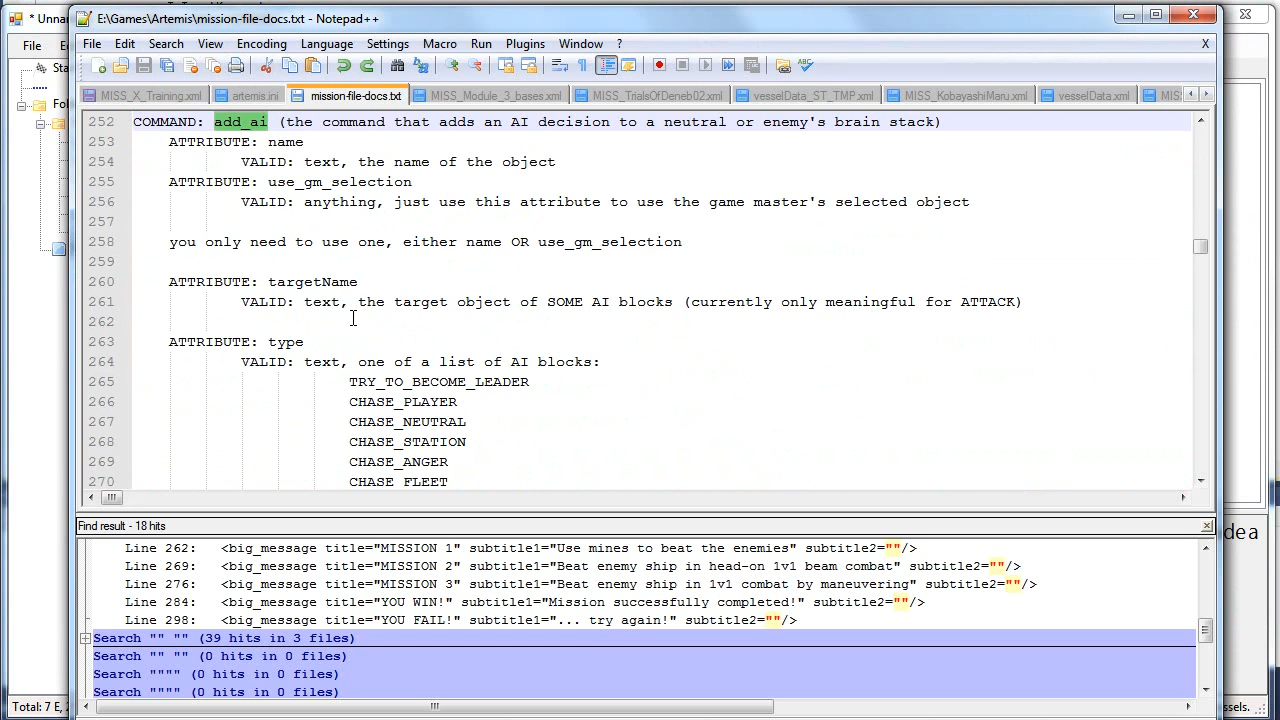 * Unnar
E:\Games\Artemis\mission-file-docs.txt - Notepad++
File
File Edit Search View Encoding Language Settings Macro Run Plugins Window ? X
MISS_X_Training.xml artemis.ini mission-file-docs.txt MISS_Module_3_bases.xml MISS_TrialsOfDeneb02.xml vesselData_ST_TMP.xml MISS_KobayashiMaru.xml vesselData.xml MIS
Sta
Fol
252 COMMAND: add_ai (the command that adds an AI decision to a neutral or enemy's brain stack)
253 ATTRIBUTE: name
254 VALID: text, the name of the object
255 ATTRIBUTE: use_gm_selection
256 VALID: anything, just use this attribute to use the game master's selected object
257
258 you only need to use one, either name OR use_gm_selection
259
260 ATTRIBUTE: targetName
261 VALID: text, the target object of SOME AI blocks (currently only meaningful for ATTACK)
262
263 ATTRIBUTE: type
264 VALID: text, one of a list of AI blocks:
265 TRY_TO_BECOME_LEADER
266 CHASE_PLAYER
267 CHASE_NEUTRAL
268 CHASE_STATION
269 CHASE_ANGER
270 CHASE_FLEET
Find result - 18 hits
dea
Line 262: <big_message title="MISSION 1" subtitle1="Use mines to beat the enemies" subtitle2=""/>
Line 269: <big_message title="MISSION 2" subtitle1="Beat enemy ship in head-on 1v1 beam combat" subtitle2=""/>
Line 276: <big_message title="MISSION 3" subtitle1="Beat enemy ship in 1v1 combat by maneuvering" subtitle2=""/>
Line 284: <big_message title="YOU WIN!" subtitle1="Mission successfully completed!" subtitle2=""/>
Line 298: <big_message title="YOU FAIL!" subtitle1="... try again!" subtitle2=""/>
Search "" "" (39 hits in 3 files)
Search "" "" (0 hits in 0 files)
Search """" (0 hits in 0 files)
Search """" (0 hits in 0 files)
Total: 7 E, 2
ssels.